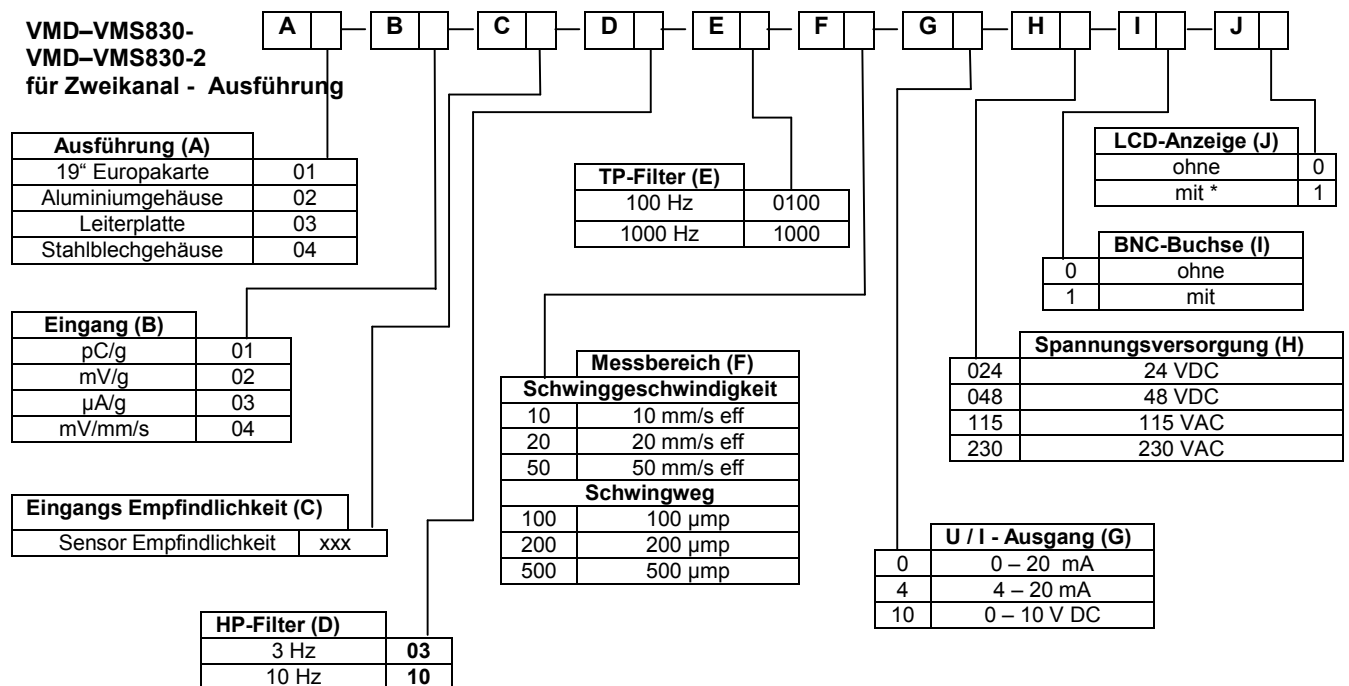 VMD–VMS830-
VMD–VMS830-2
für Zweikanal - Ausführung
A B C D E F G H I J
Ausführung (A)
19“ Europakarte 01
Aluminiumgehäuse 02
Leiterplatte 03
Stahlblechgehäuse 04
Eingang (B)
pC/g 01
mV/g 02
µA/g 03
mV/mm/s 04
Eingangs Empfindlichkeit (C)
Sensor Empfindlichkeit xxx
HP-Filter (D)
3 Hz 03
10 Hz 10
TP-Filter (E)
100 Hz 0100
1000 Hz 1000
Messbereich (F)
Schwinggeschwindigkeit
10 10 mm/s eff
20 20 mm/s eff
50 50 mm/s eff
Schwingweg
100 100 µmp
200 200 µmp
500 500 µmp
U / I - Ausgang (G)
0 0 – 20 mA
4 4 – 20 mA
10 0 – 10 V DC
Spannungsversorgung (H)
024 24 VDC
048 48 VDC
115 115 VAC
230 230 VAC
BNC-Buchse (I)
0 ohne
1 mit
LCD-Anzeige (J)
ohne 0
mit * 1